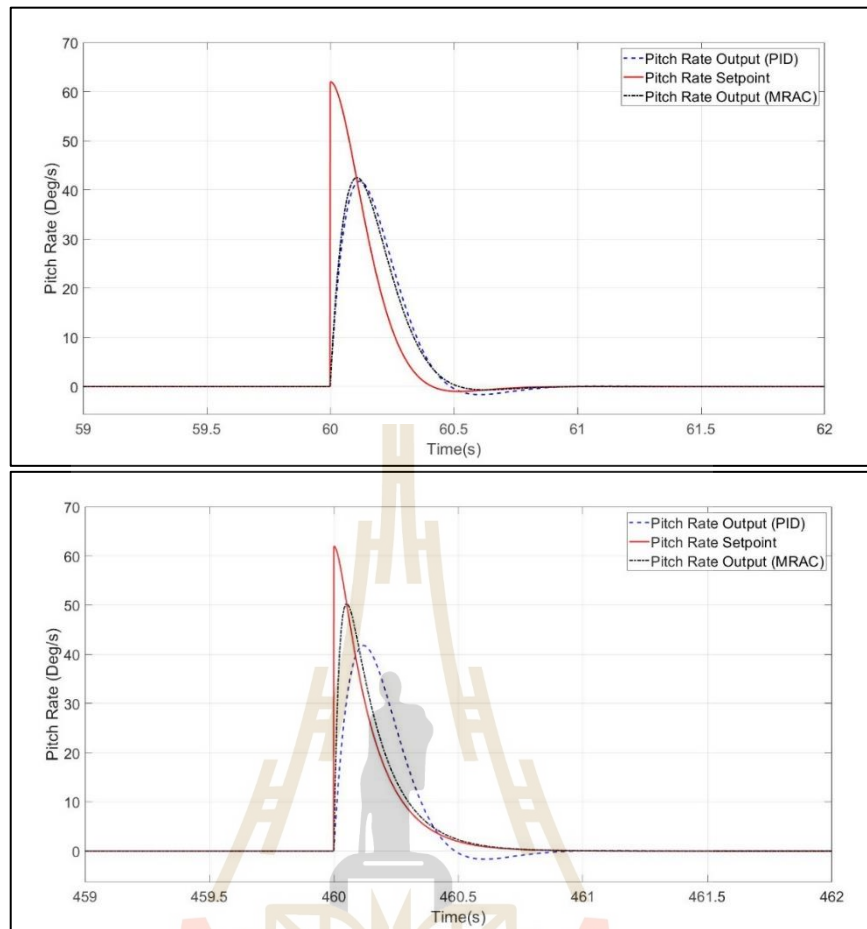 70
60
50
40
30
20
10
0
Pitch Rate (Deg/s)
Pitch Rate Output (PID)
Pitch Rate Setpoint
Pitch Rate Output (MRAC)
59 59.5 60 60.5 61 61.5 62
Time(s)
70
60
50
40
30
20
10
0
Pitch Rate (Deg/s)
Pitch Rate Output (PID)
Pitch Rate Setpoint
Pitch Rate Output (MRAC)
459 459.5 460 460.5 461 461.5 462
Time(s)